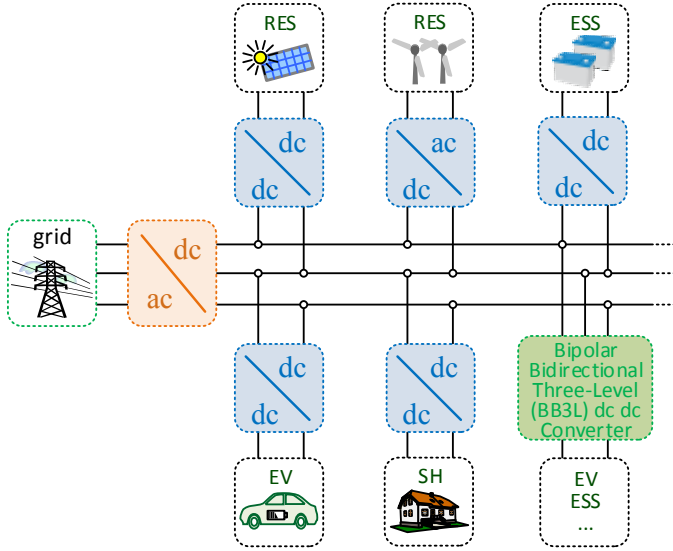 RES
RES
ESS
dc
dc
ac
dc
dc
dc
grid
dc
ac
dc
dc
dc
dc
Bipolar
Bidirectional
Three-Level
(BB3L) dc dc
Converter
EV
SH
EV
ESS
...